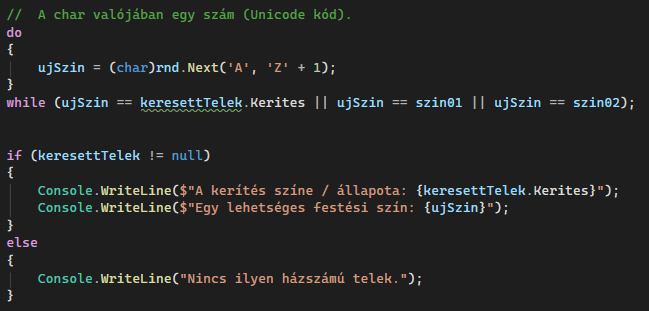 //  A char valójában egy szám (Unicode kód).
do
{
    ujSzin = (char)rnd.Next('A', 'Z' + 1);
}
while (ujSzin == keresettTelek.Kerites || ujSzin == szin01 || ujSzin == szin02);
if (keresettTelek != null)
{
    Console.WriteLine($"A kerítés színe / állapota: {keresettTelek.Kerites}");
    Console.WriteLine($"Egy lehetséges festési szín: {ujSzin}");
}
else
{
    Console.WriteLine("Nincs ilyen házszámú telek.");
}